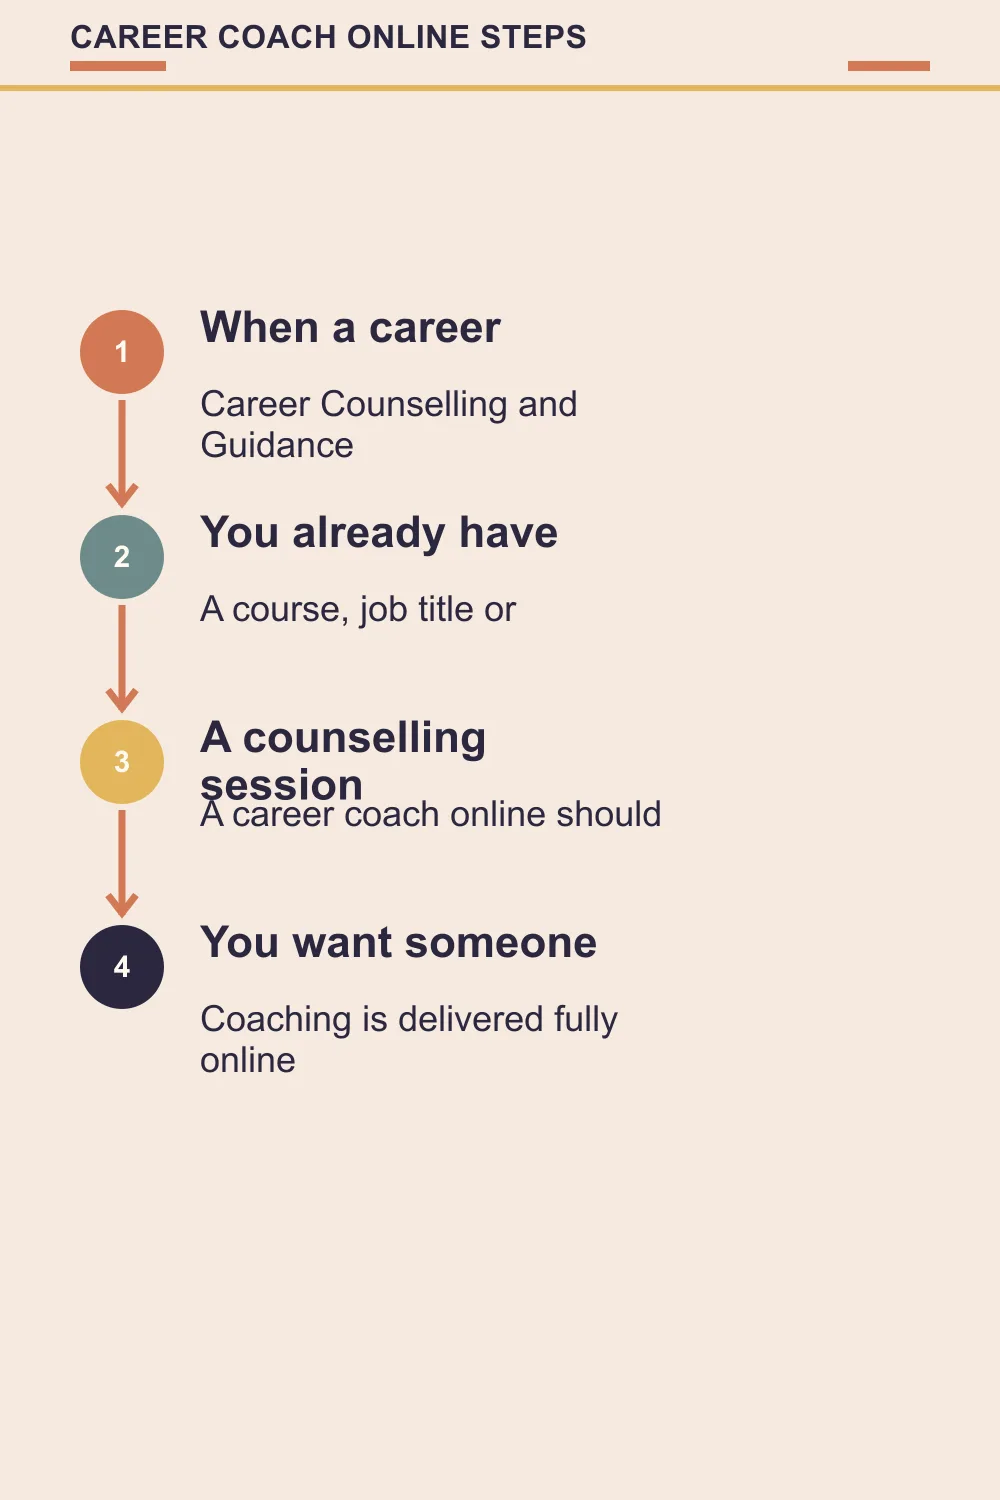 CAREER COACH ONLINE STEPS
1
When a career
Career Counselling and
Guidance
2
You already have
A course, job title or
3
A counselling
session
A career coach online should
4
You want someone
Coaching is delivered fully
online